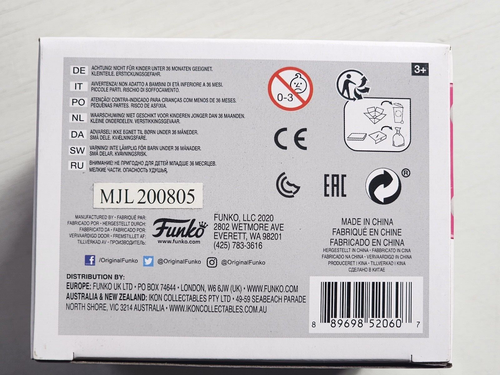 DE ACHTUNG! NICHT FÜR KINDER UNTER 36 MONATEN GEEIGNET.
KLEINTEILE, ERSTICKUNGSGEFAHR.
IT AVVERTENZA! NON ADATTO A BAMBINI DI ETÀ INFERIORE A 36 MESI.
PICCOLE PARTI. RISCHIO DI SOFFOCAMENTO.
PO ATENÇÃO! CONTRA-INDICADO PARA CRIANÇAS COM MENOS DE 36 MESES.
PEQUENAS PARTES. RISCO DE ASFIXIA.
NL WAARSCHUWING! NIET GESCHIKT VOOR KINDEREN JONGER DAN 36 MAANDEN.
KLEINE ONDERDELEN. VERSTIKKINGSGEVAAR.
DA ADVARSEL! IKKE EGNET TIL BØRN UNDER 36 MÅNEDER.
SMÅ DELE. KVÆLNINGSFARE.
SW VARNING! INTE LÄMPLIG FÖR BARN UNDER 36 MÅNADER.
SMÅ DELAR. KVÄVNINGSRISK.
RU ВНИМАНИЕ! НЕ ПРИГОДНО ДЛЯ ДЕТЕЙ МЛАДШЕ 36 МЕСЯЦЕВ.
МЕЛКИЕ ЧАСТИ. ОПАСНОСТЬ УДУШЬЯ.
0-3
3+
CE
EAC
®
MJL 200805
MANUFACTURED BY • FABRIQUÉ PAR
FABRICADO POR • HERGESTELLT DURCH
FABBRICATO DA • FABRICADO POR
VERVAARDIGD DOOR • FREMSTILLET AF
TILLVERKAD AV • ПРОИЗВОДИТЕЛЬ
Funko
www.funko.com
FUNKO, LLC 2020
2802 WETMORE AVE
EVERETT, WA 98201
(425) 783-3616
MADE IN CHINA
FABRIQUÉ EN CHINE
FABRICADO EN CHINA
HERGESTELLT IN CHINA • FABBRICATO IN CINA
FABRICADO NA CHINA • VERVAARDIGD IN CHINA
PRODUCERET I KINA • TILLVERKAD I KINA
СДЕЛАНО В КИТАЕ
/OriginalFunko @OriginalFunko @OriginalFunko
DISTRIBUTION BY:
EUROPE: FUNKO UK LTD • PO BOX 74644 • LONDON, W6 6JW (UK) • WWW.FUNKO.COM
AUSTRALIA & NEW ZEALAND: IKON COLLECTABLES PTY LTD • 49-59 SEABEACH PARADE
NORTH SHORE, VIC 3214 AUSTRALIA • WWW.IKONCOLLECTABLES.COM.AU
8 89698 52060 7